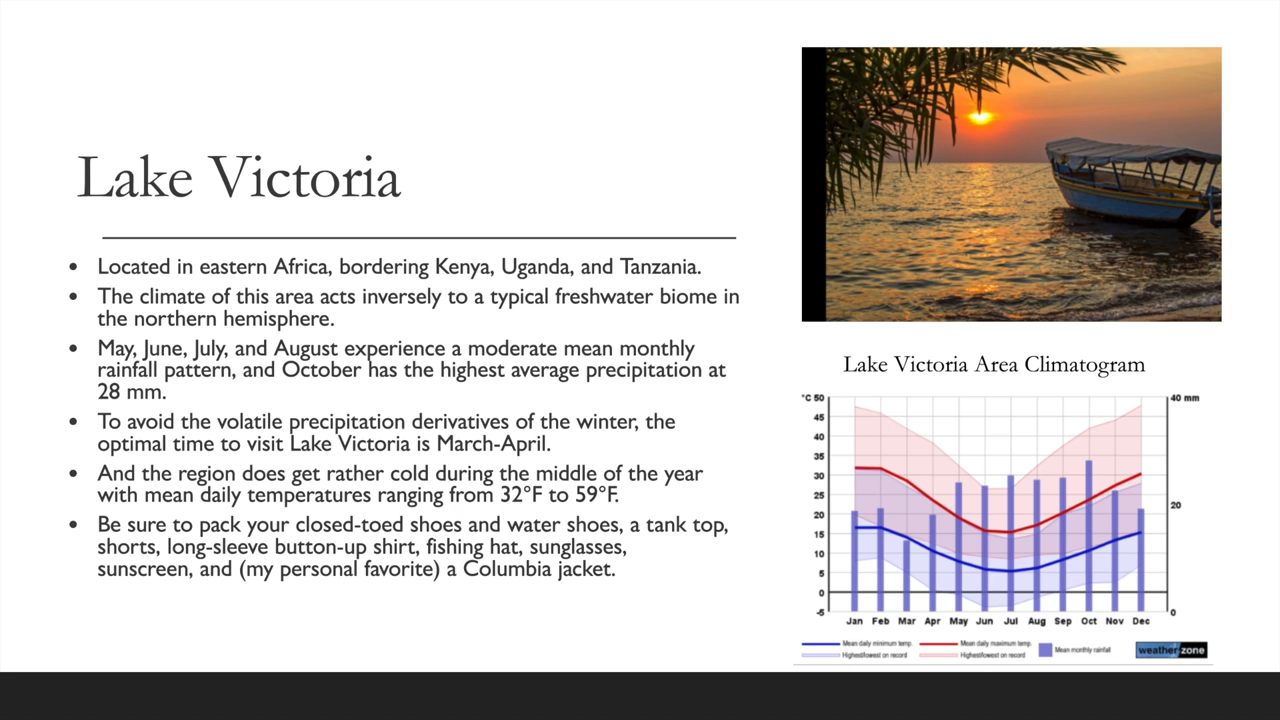 Lake Victoria
• Located in eastern Africa, bordering Kenya, Uganda, and Tanzania.
• The climate of this area acts inversely to a typical freshwater biome in
the northern hemisphere.
• May, June, July, and August experience a moderate mean monthly
rainfall pattern, and October has the highest average precipitation at
28 mm.
• To avoid the volatile precipitation derivatives of the winter, the
optimal time to visit Lake Victoria is March-April.
• And the region does get rather cold during the middle of the year
with mean daily temperatures ranging from 32°F to 59°F.
• Be sure to pack your closed-toed shoes and water shoes, a tank top,
shorts, long-sleeve button-up shirt, fishing hat, sunglasses,
sunscreen, and (my personal favorite) a Columbia jacket.
Lake Victoria Area Climatogram
°C 50 40 mm
45
40
35
30
25
20 20
15
10
5
0
-5 0
Jan Feb Mar Apr May Jun Jul Aug Sep Oct Nov Dec
Mean daily minimum temp. Mean daily maximum temp. Mean monthly rainfall
Highest/lowest on record Highest/lowest on record
weatherzone